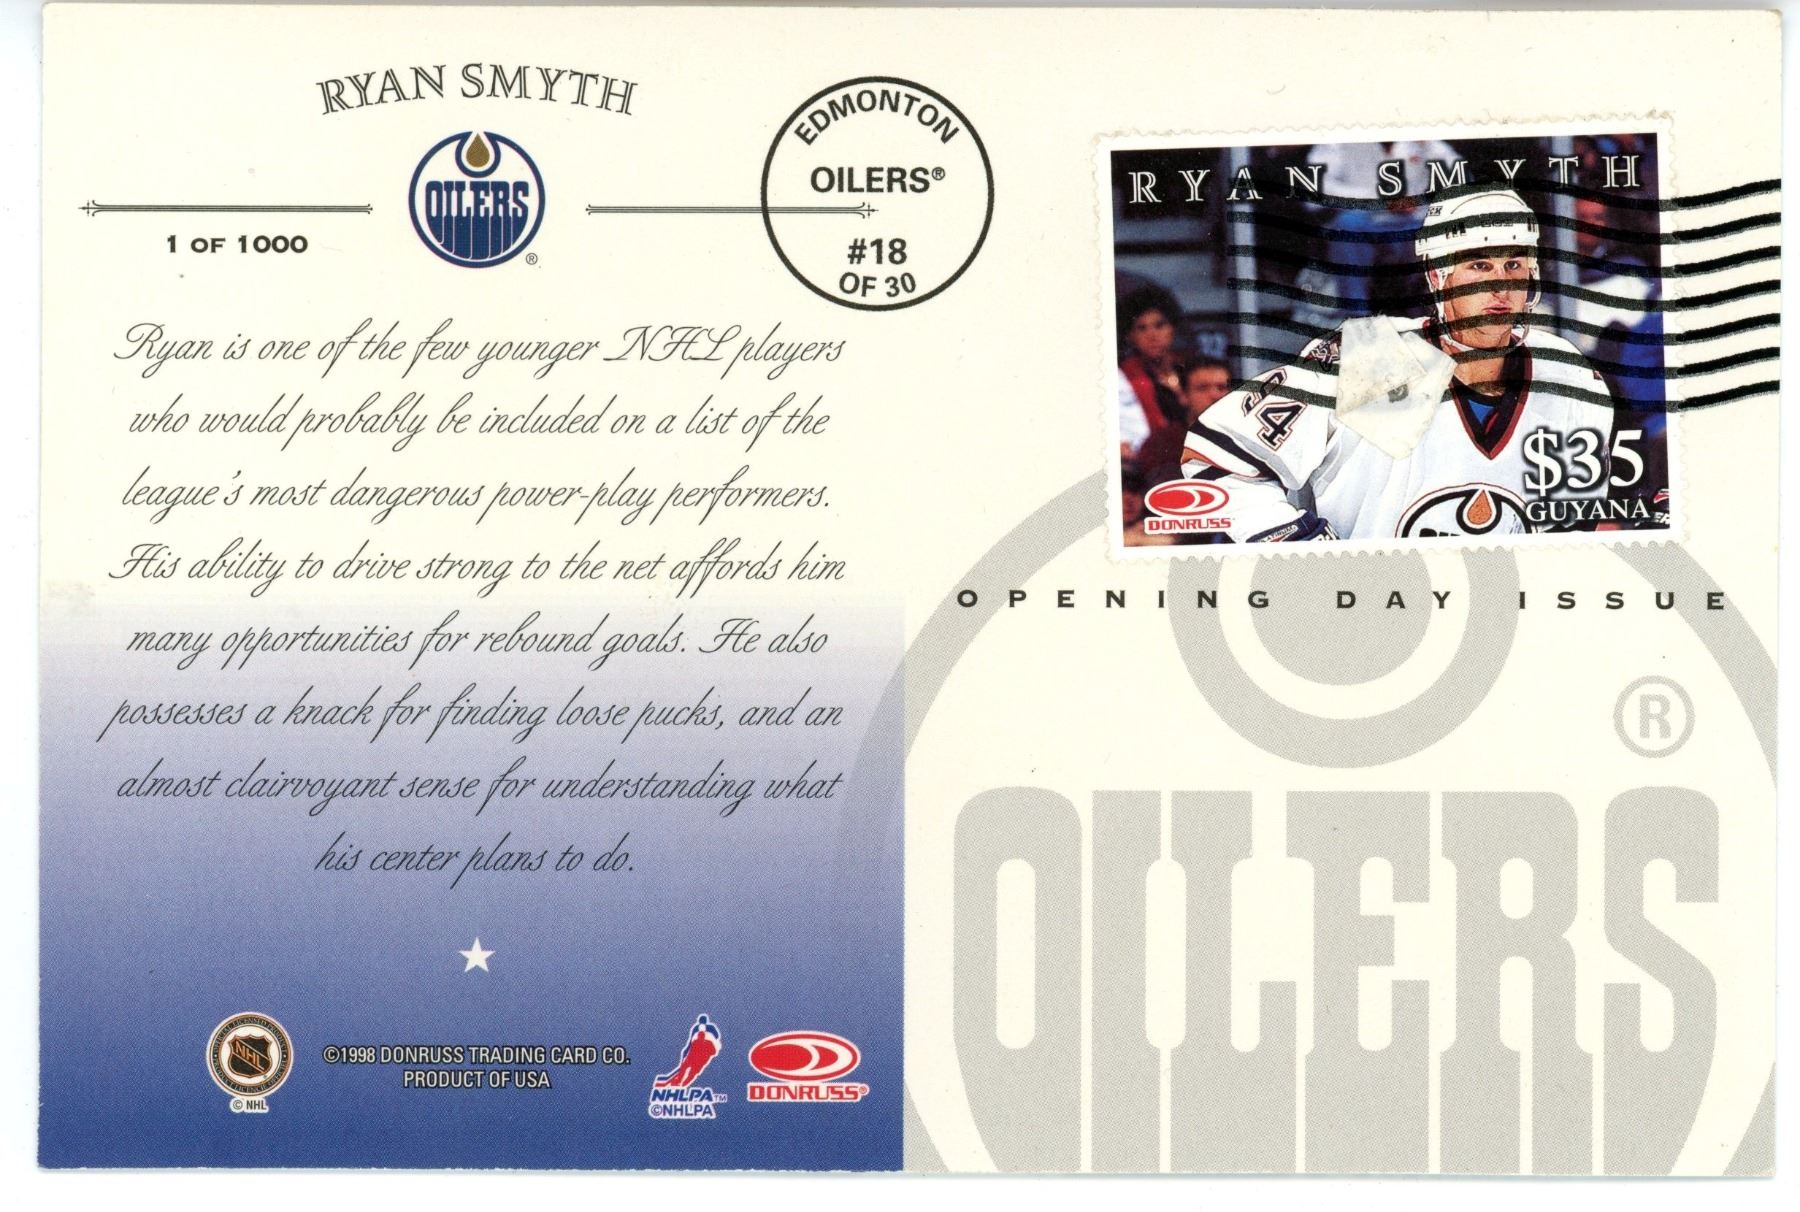 RYAN SMYTH
OILERS®
1 OF 1000
EDMONTON
OILERS®
#18
OF 30
Ryan is one of the few younger NHL players
who would probably be included on a list of the
league's most dangerous power-play performers.
His ability to drive strong to the net affords him
many opportunities for rebound goals. He also
possesses a knack for finding loose pucks, and an
almost clairvoyant sense for understanding what
his center plans to do.
NHL
© NHL
©1998 DONRUSS TRADING CARD CO.
PRODUCT OF USA
NHLPA™
©NHLPA
DONRUSS®
RYAN SMYTH
94
$35
GUYANA
DONRUSS
OPENING DAY ISSUE
®
OILERS